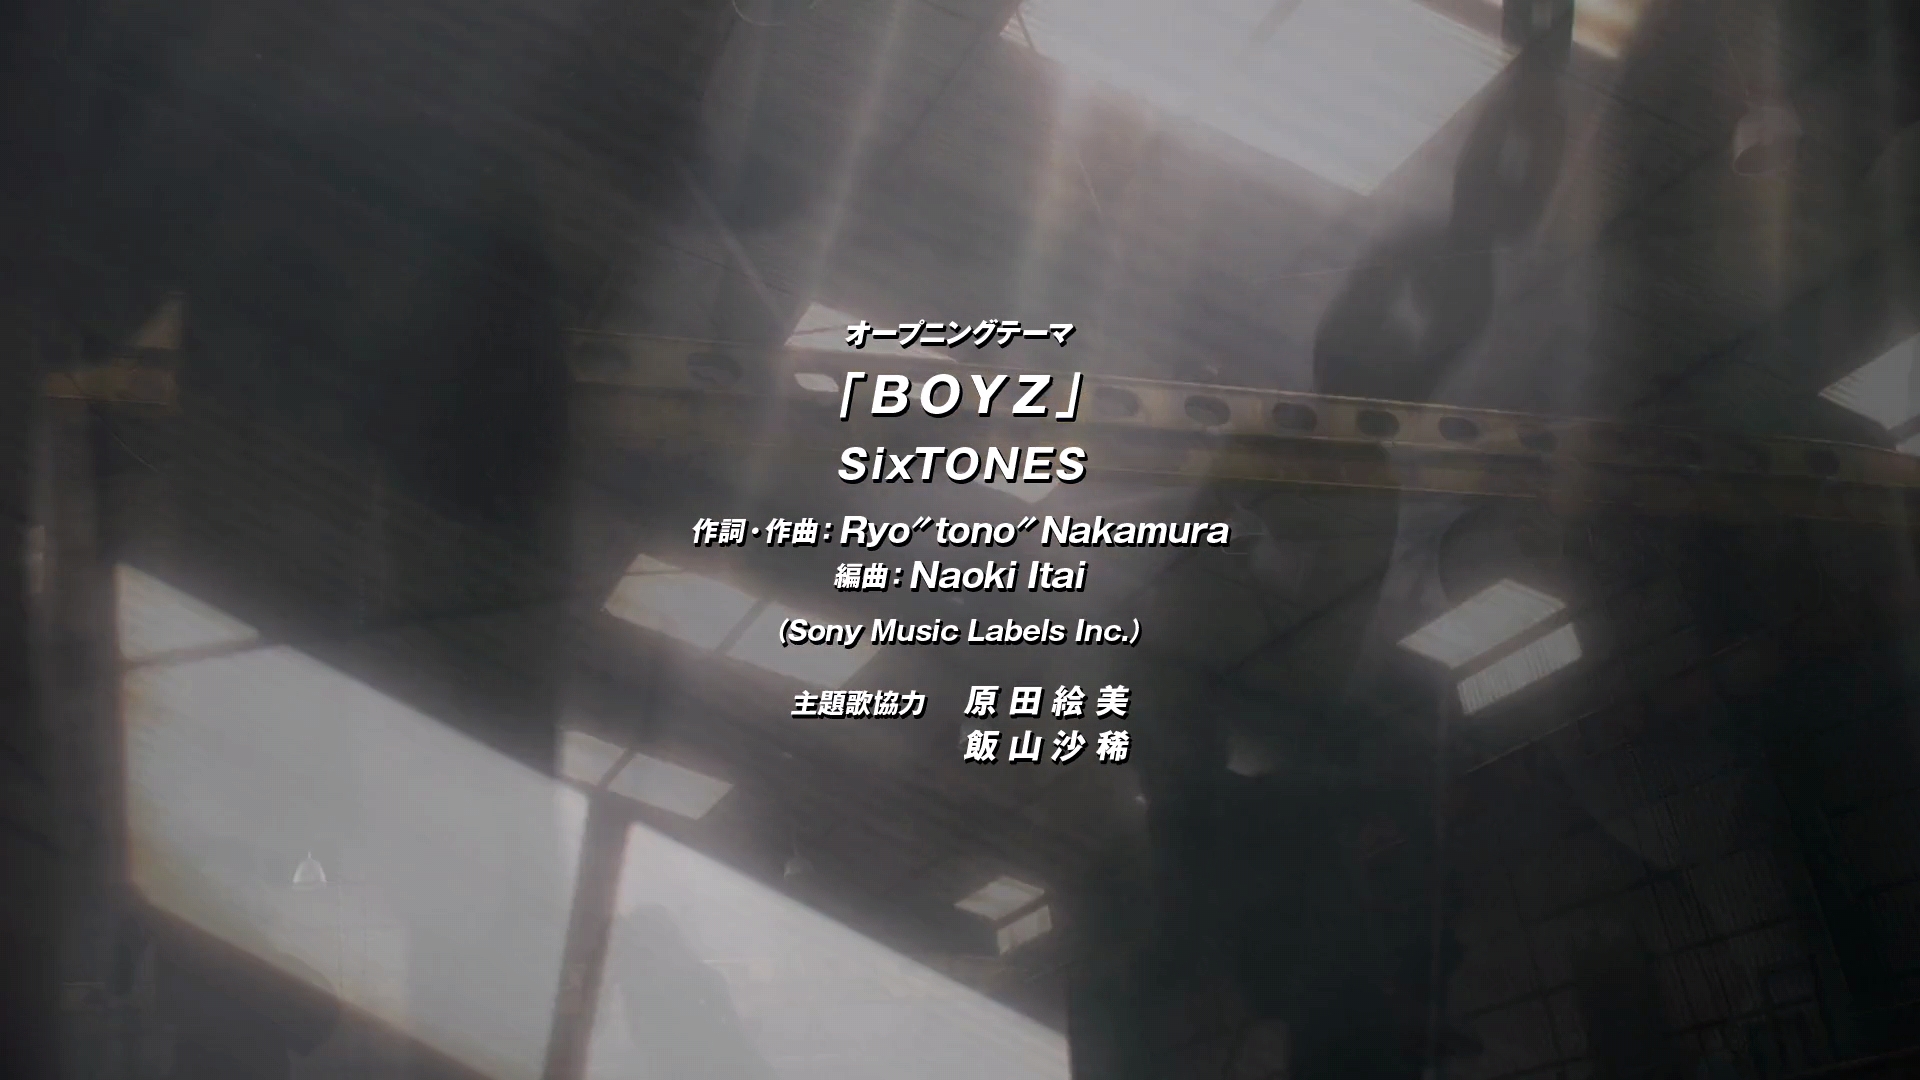 オープニングテーマ
「BOYZ」
SixTONES
作詞・作曲：Ryo"tono"Nakamura
編曲：Naoki Itai
(Sony Music Labels Inc.)
主題歌協力　原田絵美
飯山沙稀